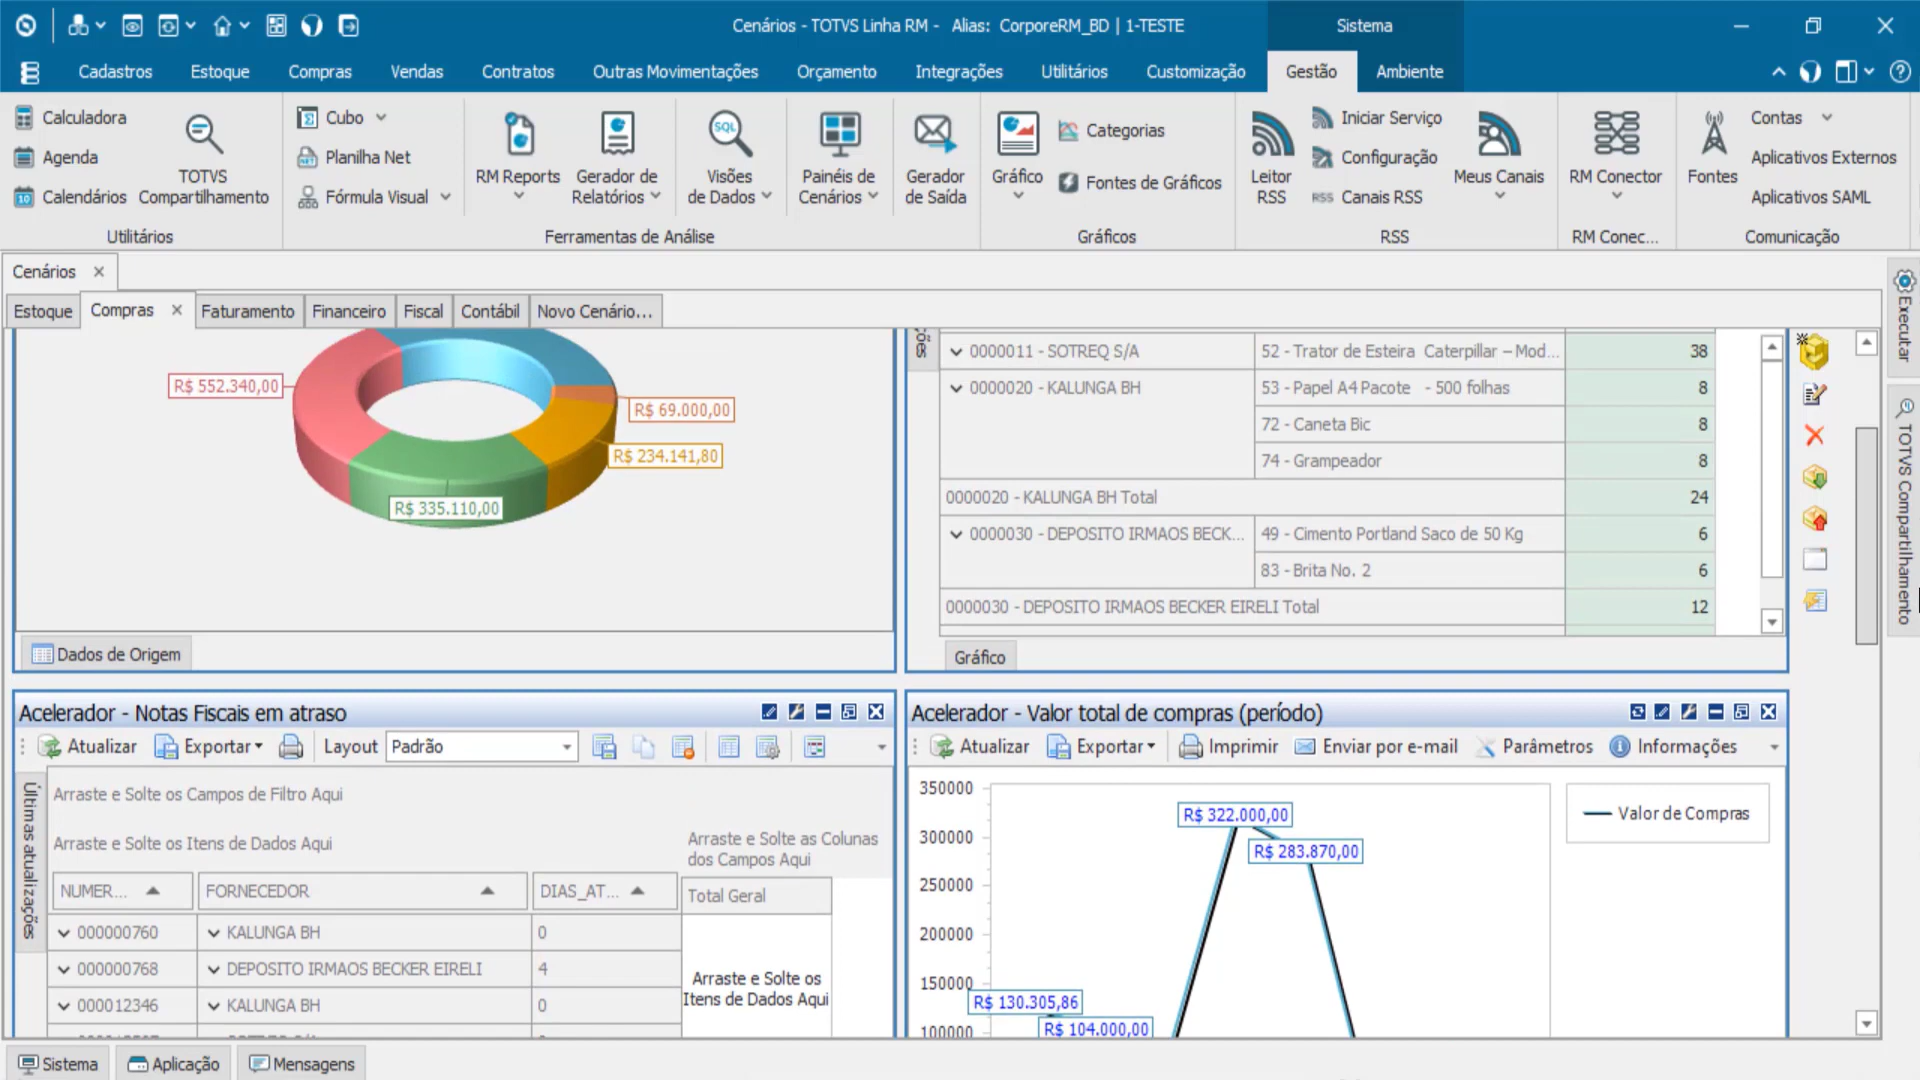 Cenários - TOTVS Linha RM -  Alias:  CorporeRM_BD | 1-TESTE
Sistema
Cadastros
Estoque
Compras
Vendas
Contratos
Outras Movimentações
Orçamento
Integrações
Utilitários
Customização
Gestão
Ambiente
Calculadora
Agenda
Calendários
TOTVS
Compartilhamento
Utilitários
Cubo
Planilha Net
Fórmula Visual
RM Reports
Gerador de
Relatórios
SQL
Visões
de Dados
Painéis de
Cenários
Gerador
de Saída
Ferramentas de Análise
Gráfico
Categorias
Fontes de Gráficos
Gráficos
Leitor
RSS
Iniciar Serviço
Configuração
RSS Canais RSS
Meus Canais
RSS
RM Conector
RM Conec...
Fontes
Contas
Aplicativos Externos
Aplicativos SAML
Comunicação
Cenários
Estoque
Compras
Faturamento
Financeiro
Fiscal
Contábil
Novo Cenário...
R$ 552.340,00
R$ 69.000,00
R$ 234.141,80
R$ 335.110,00
Dados de Origem
ções
0000011 - SOTREQ S/A
52 - Trator de Esteira  Caterpillar – Mod...
38
0000020 - KALUNGA BH
53 - Papel A4 Pacote   - 500 folhas
8
72 - Caneta Bic
8
74 - Grampeador
8
0000020 - KALUNGA BH Total
24
0000030 - DEPOSITO IRMAOS BECK...
49 - Cimento Portland Saco de 50 Kg
6
83 - Brita No. 2
6
0000030 - DEPOSITO IRMAOS BECKER EIRELI Total
12
Gráfico
Executar
TOTVS Compartilhamento
Acelerador - Notas Fiscais em atraso
Atualizar
Exportar
Layout
Padrão
Últimas atualizações
Arraste e Solte os Campos de Filtro Aqui
Arraste e Solte os Itens de Dados Aqui
Arraste e Solte as Colunas
dos Campos Aqui
NUMER...
FORNECEDOR
DIAS_AT...
Total Geral
000000760
KALUNGA BH
0
000000768
DEPOSITO IRMAOS BECKER EIRELI
4
000012346
KALUNGA BH
0
Arraste e Solte os
Itens de Dados Aqui
Acelerador - Valor total de compras (período)
Atualizar
Exportar
Imprimir
Enviar por e-mail
Parâmetros
Informações
350000
300000
250000
200000
150000
100000
R$ 322.000,00
R$ 283.870,00
R$ 130.305,86
R$ 104.000,00
Valor de Compras
Sistema
Aplicação
Mensagens